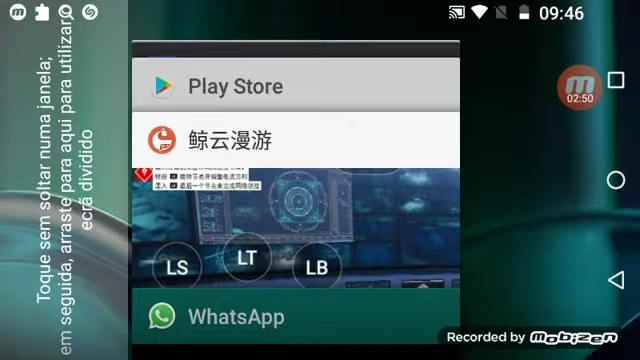 09:46
Toque sem soltar numa janela;
em seguida, arraste para aqui para utilizar o
ecrã dividido
Play Store
02:50
鲸云漫游
LS
LT
LB
WhatsApp
Recorded by Mobizen